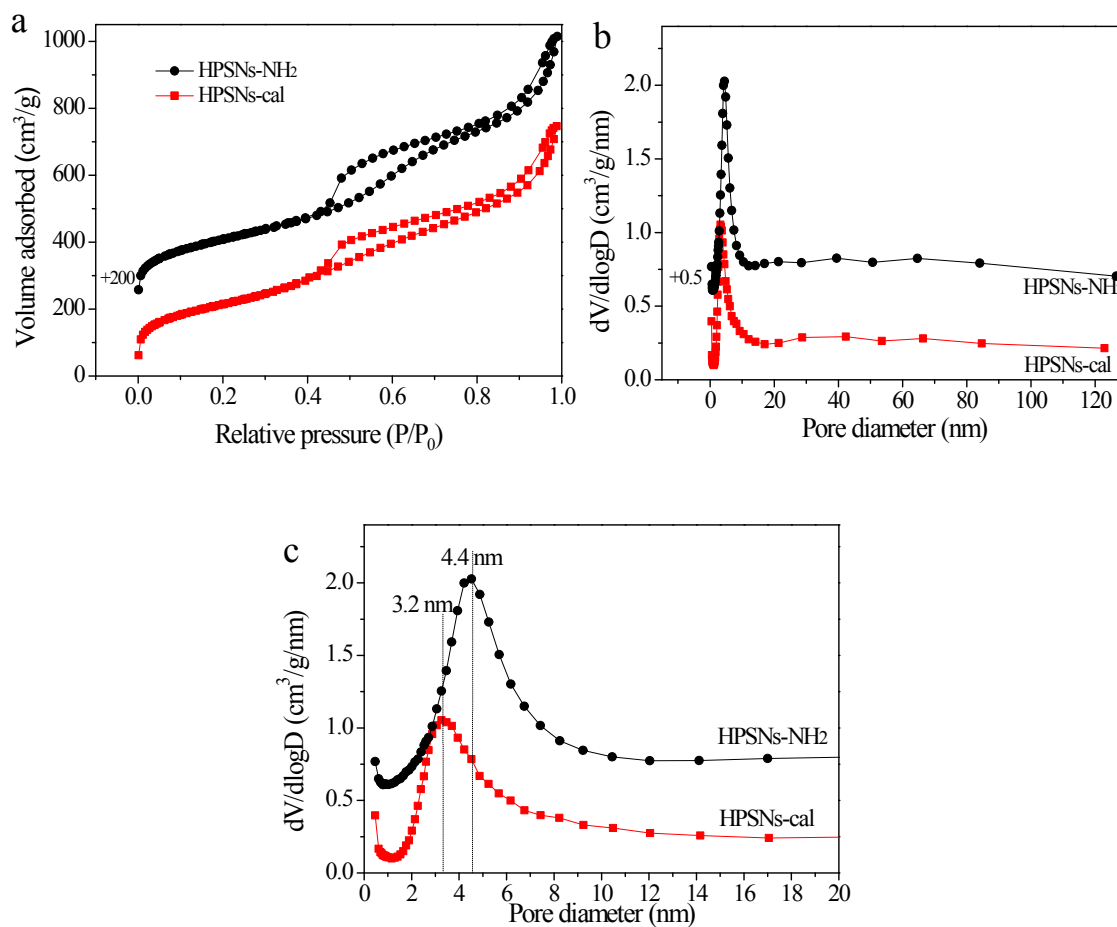 a
1000
800
600
400
200
0
Volume adsorbed (cm³/g)
HPSNs-NH₂
HPSNs-cal
+200
0.0 0.2 0.4 0.6 0.8 1.0
Relative pressure (P/P₀)
b
2.0
1.5
1.0
0.5
0.0
dV/dlogD (cm³/g/nm)
+0.5
HPSNs-NH
HPSNs-cal
0 20 40 60 80 100 120
Pore diameter (nm)
c
2.0
1.5
1.0
0.5
0.0
dV/dlogD (cm³/g/nm)
4.4 nm
3.2 nm
HPSNs-NH₂
HPSNs-cal
0 2 4 6 8 10 12 14 16 18 20
Pore diameter (nm)